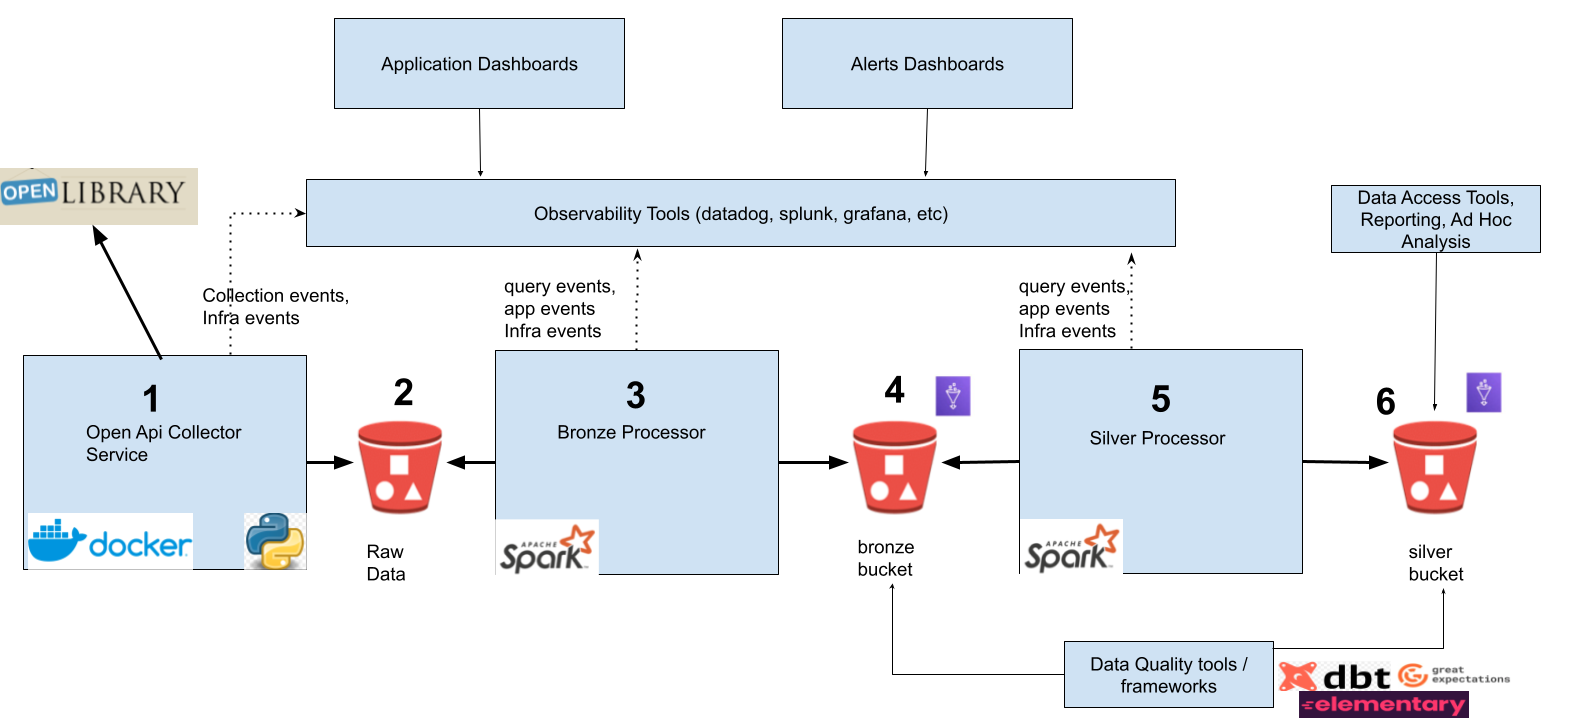 Application Dashboards
Alerts Dashboards
OPEN LIBRARY
Observability Tools (datadog, splunk, grafana, etc)
Data Access Tools,
Reporting, Ad Hoc
Analysis
Collection events,
Infra events
query events,
app events
Infra events
query events,
app events
Infra events
1
Open Api Collector
Service
docker
2
Raw
Data
3
Bronze Processor
APACHE
Spark
4
bronze
bucket
5
Silver Processor
APACHE
Spark
6
silver
bucket
Data Quality tools /
frameworks
dbt
great
expectations
elementary